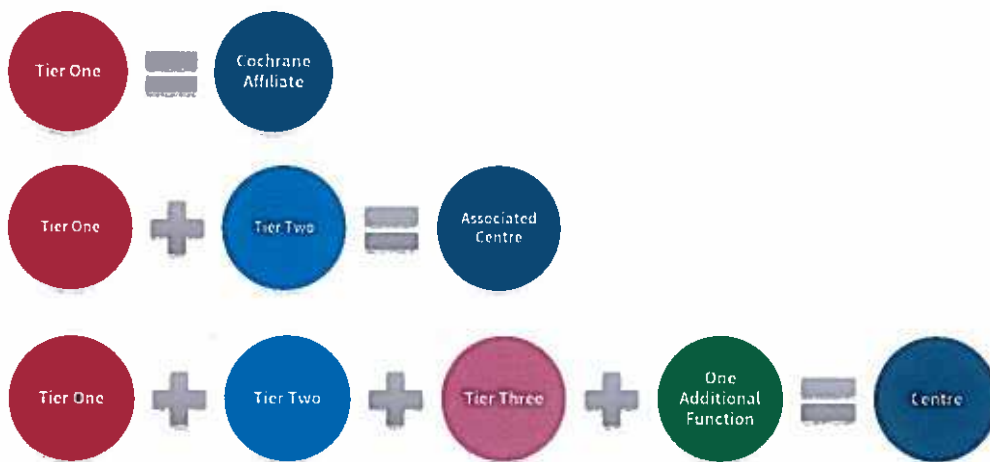 Tier One
Cochrane
Affiliate
Tier One
Tier Two
Associated
Centre
Tier One
Tier Two
Tier Three
One
Additional
Function
Centre